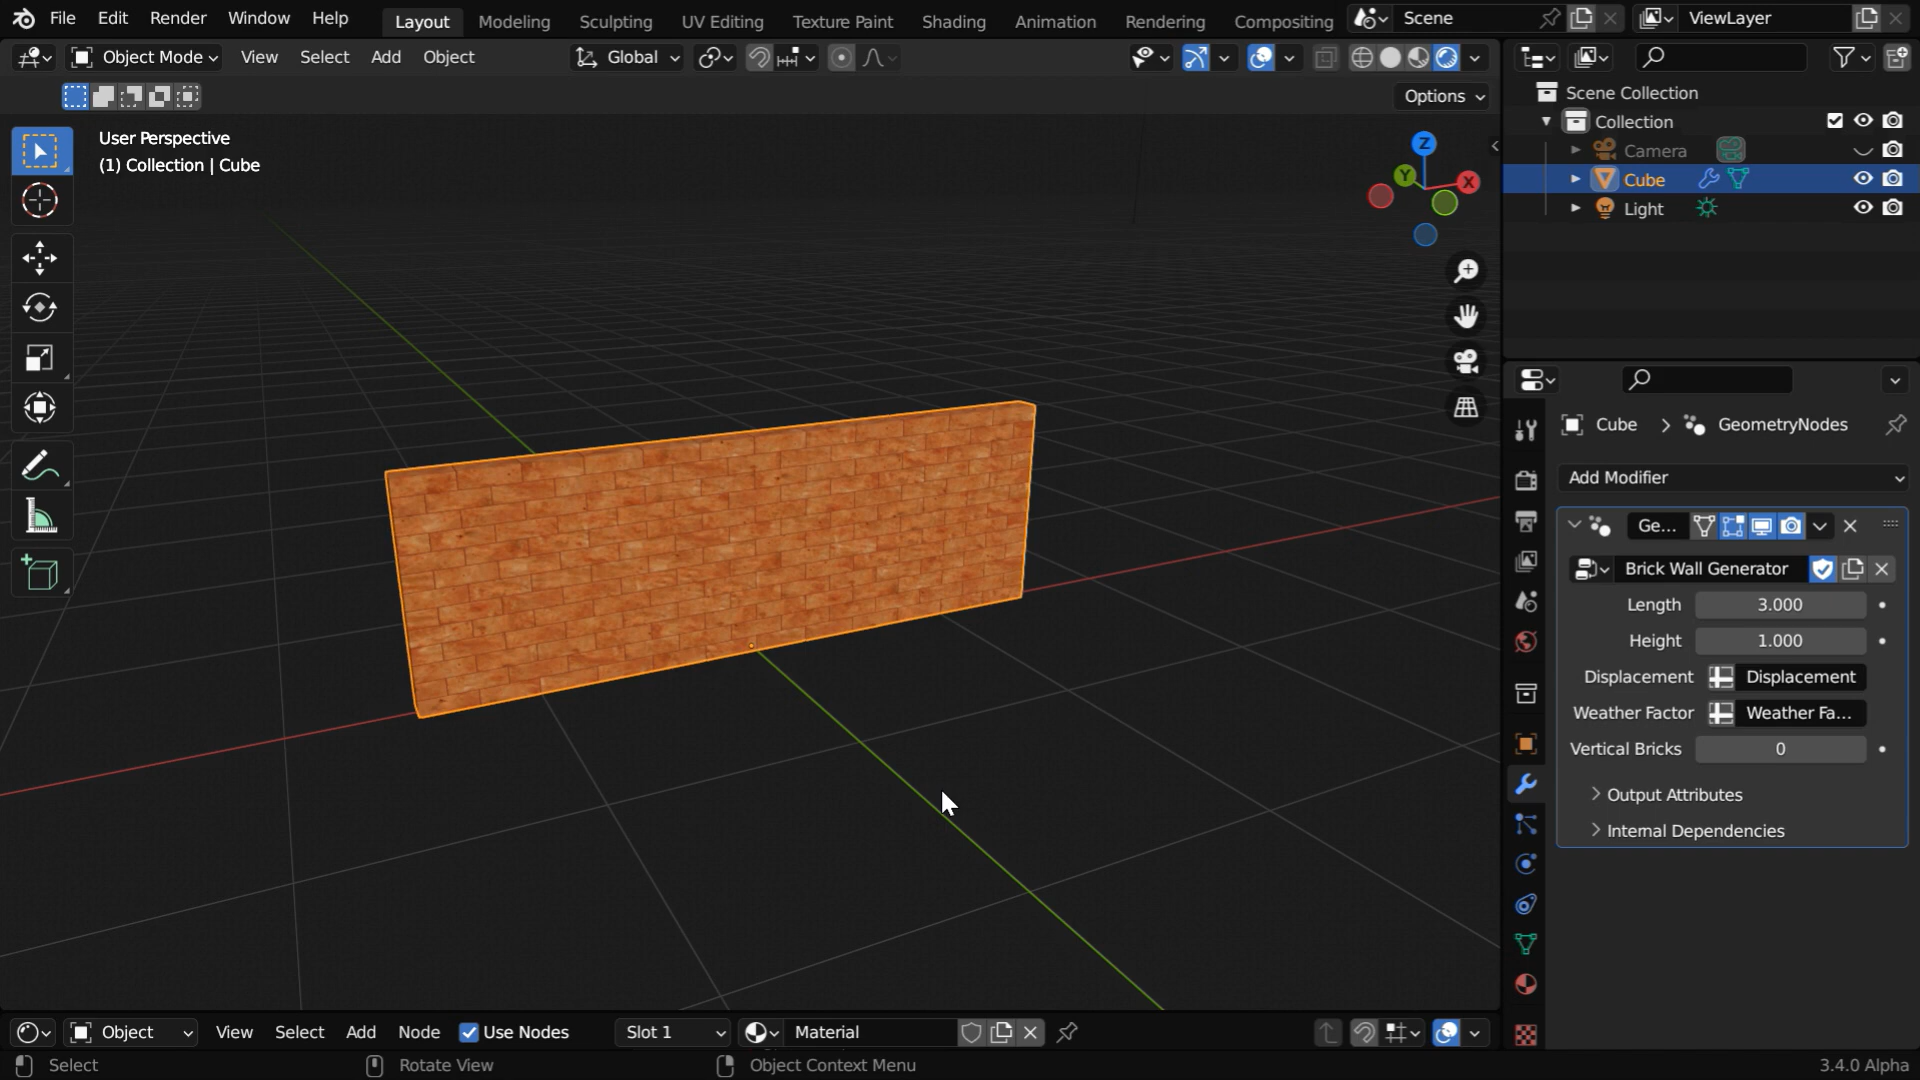 File Edit Render Window Help Layout Modeling Sculpting UV Editing Texture Paint Shading Animation Rendering Compositing Scene ViewLayer
Object Mode View Select Add Object Global
Options
User Perspective
(1) Collection | Cube
Z
Y
X
Scene Collection
Collection
Camera
Cube
Light
Cube GeometryNodes
Add Modifier
Ge...
Brick Wall Generator
Length 3.000
Height 1.000
Displacement Displacement
Weather Factor Weather Fa...
Vertical Bricks 0
Output Attributes
Internal Dependencies
Object View Select Add Node Use Nodes Slot 1 Material
Select Rotate View Object Context Menu 3.4.0 Alpha